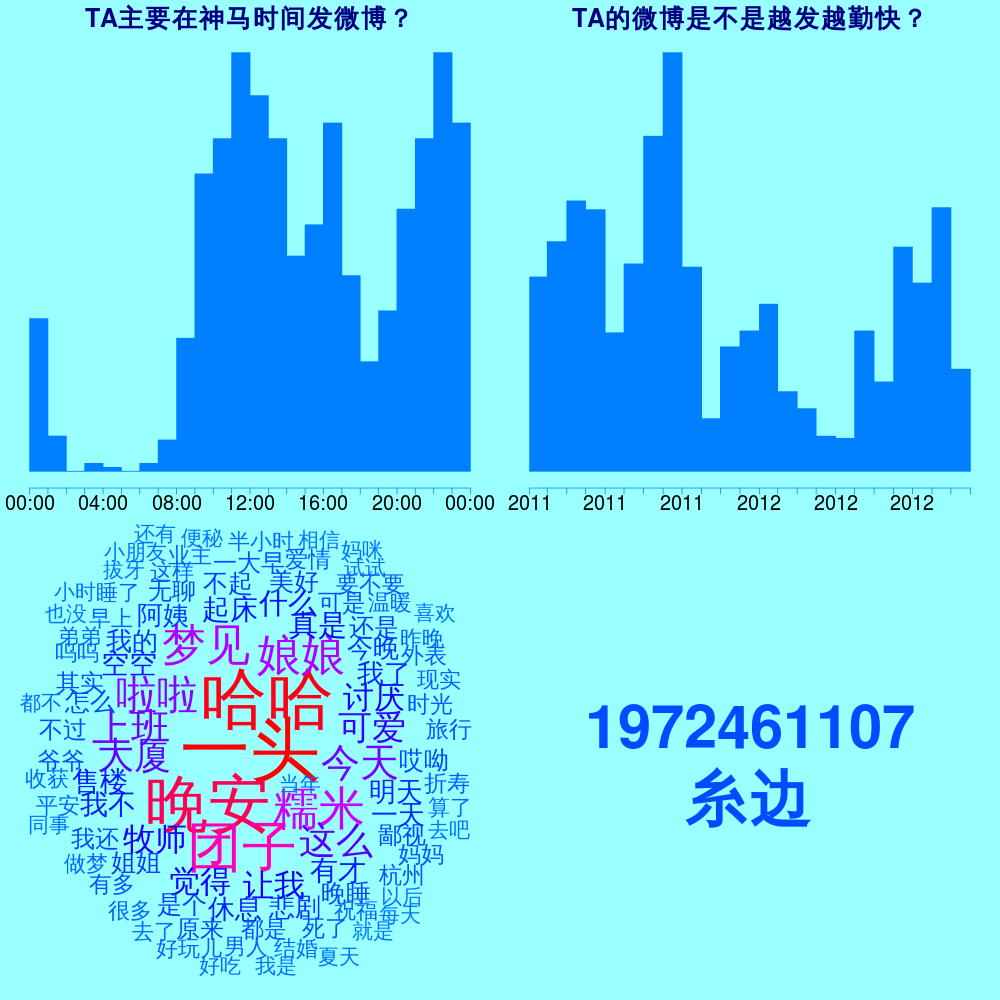 TA主要在神马时间发微博？
TA的微博是不是越发越勤快？
00:00 04:00 08:00 12:00 16:00 20:00 00:00
2011 2011 2011 2012 2012 2012
还有 便秘 半小时 相信
小朋友 业主 一大早 爱情 妈咪
拔牙 这样 不起 美好 要不要 试试
小时 睡了 无聊 起床 什么 可是 温暖 喜欢
也没 早上 阿姨 真是 还是 昨晚
弟弟 我的 梦见 娘娘 今晚 外表
呜呜 空空 我了 现实
其实 啦啦 哈哈 讨厌 时光
都不 怎么
不过 上班 一头 可爱 旅行
爷爷 大厦 今天 哎呦
收获 售楼 当年 明天 折寿
平安 我不 晚安 糯米 一天 算了
同事 我还 牧师 团子 这么 鄙视 去吧
做梦 姐姐 有才 妈妈
有多 觉得 让我 晚睡 杭州 以后
很多 是个 休息 悲剧 祝福 每天
去了 原来 都是 死了 就是
好玩儿 男人 结婚 夏天
好吃 我是
1972461107
糸边